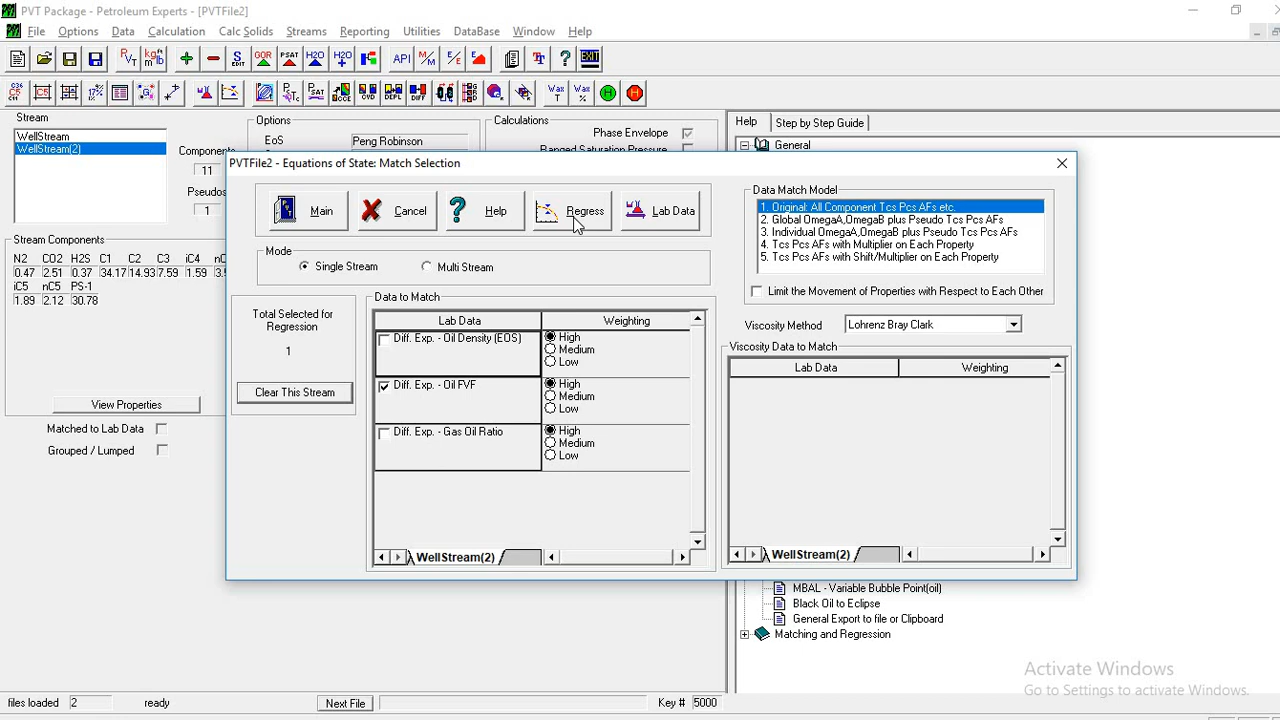 PVT Package - Petroleum Experts - [PVTFile2]
File Options Data Calculation Calc Solids Streams Reporting Utilities DataBase Window Help
Stream
WellStream
WellStream(2)
Components
11
Pseudos
1
Options
EoS
Peng Robinson
Calculations
Phase Envelope
Ranged Saturation Pressure
Help
Step by Step Guide
General
Stream Components
N2 CO2 H2S C1 C2 C3 iC4 nC
0.47 2.51 0.37 34.17 14.93 7.59 1.59 3.
iC5 nC5 PS-1
1.89 2.12 30.78
View Properties
Matched to Lab Data
Grouped / Lumped
PVTFile2 - Equations of State: Match Selection
Main
Cancel
Help
Regress
Lab Data
Mode
Single Stream
Multi Stream
Total Selected for
Regression
1
Clear This Stream
Data to Match
Lab Data Weighting
Diff. Exp. - Oil Density (EOS)
High
Medium
Low
Diff. Exp. - Oil FVF
High
Medium
Low
Diff. Exp. - Gas Oil Ratio
High
Medium
Low
WellStream(2)
Data Match Model
1. Original: All Component Tcs Pcs AFs etc.
2. Global OmegaA,OmegaB plus Pseudo Tcs Pcs AFs
3. Individual OmegaA,OmegaB plus Pseudo Tcs Pcs AFs
4. Tcs Pcs AFs with Multiplier on Each Property
5. Tcs Pcs AFs with Shift/Multiplier on Each Property
Limit the Movement of Properties with Respect to Each Other
Viscosity Method
Lohrenz Bray Clark
Viscosity Data to Match
Lab Data Weighting
WellStream(2)
MBAL - Variable Bubble Point(oil)
Black Oil to Eclipse
General Export to file or Clipboard
Matching and Regression
Activate Windows
Go to Settings to activate Windows.
files loaded 2
ready
Next File
Key # 5000